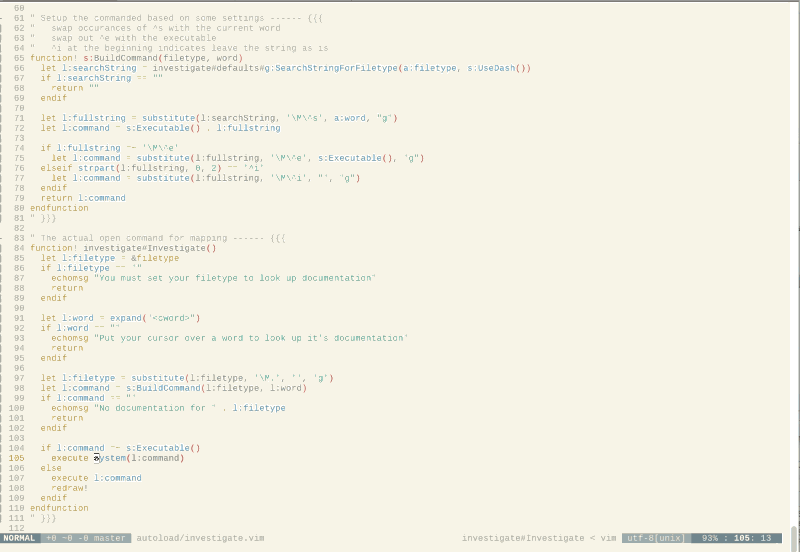 60
61 " Setup the commanded based on some settings ------ {{{
62 "   swap occurances of ^s with the current word
63 "   swap out ^e with the executable
64 "   ^i at the beginning indicates leave the string as is
65 function! s:BuildCommand(filetype, word)
66   let l:searchString = investigate#defaults#g:SearchStringForFiletype(a:filetype, s:UseDash())
67   if l:searchString == ""
68     return ""
69   endif
70
71   let l:fullstring = substitute(l:searchString, '\M\^s', a:word, "g")
72   let l:command = s:Executable() . l:fullstring
73
74   if l:fullstring =~ '\M\^e'
75     let l:command = substitute(l:fullstring, '\M\^e', s:Executable(), 'g')
76   elseif strpart(l:fullstring, 0, 2) == '^i'
77     let l:command = substitute(l:fullstring, '\M\^i', "", "g")
78   endif
79   return l:command
80 endfunction
81 " }}}
82
83 " The actual open command for mapping ------ {{{
84 function! investigate#Investigate()
85   let l:filetype = &filetype
86   if l:filetype == ""
87     echomsg "You must set your filetype to look up documentation"
88     return
89   endif
90
91   let l:word = expand("<cword>")
92   if l:word == ""
93     echomsg "Put your cursor over a word to look up it's documentation"
94     return
95   endif
96
97   let l:filetype = substitute(l:filetype, '\M.', '', 'g')
98   let l:command = s:BuildCommand(l:filetype, l:word)
99   if l:command == ""
100     echomsg "No documentation for " . l:filetype
101     return
102   endif
103
104   if l:command =~ s:Executable()
105     execute system(l:command)
106   else
107     execute l:command
108     redraw!
109   endif
110 endfunction
111 " }}}
112
NORMAL +0 ~0 -0 master autoload/investigate.vim investigate#Investigate < vim utf-8[unix] 93% : 105: 13